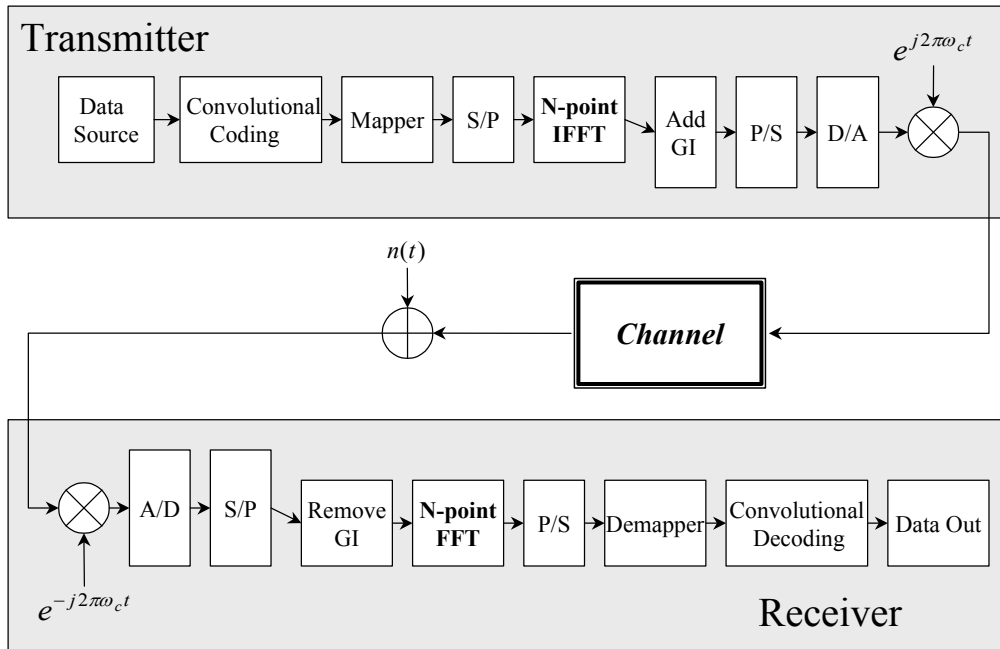 Transmitter
e^{j2πω_c t}
Data
Source
Convolutional
Coding
Mapper
S/P
N-point
IFFT
Add
GI
P/S
D/A
n(t)
Channel
A/D
S/P
Remove
GI
N-point
FFT
P/S
Demapper
Convolutional
Decoding
Data Out
e^{-j2πω_c t}
Receiver